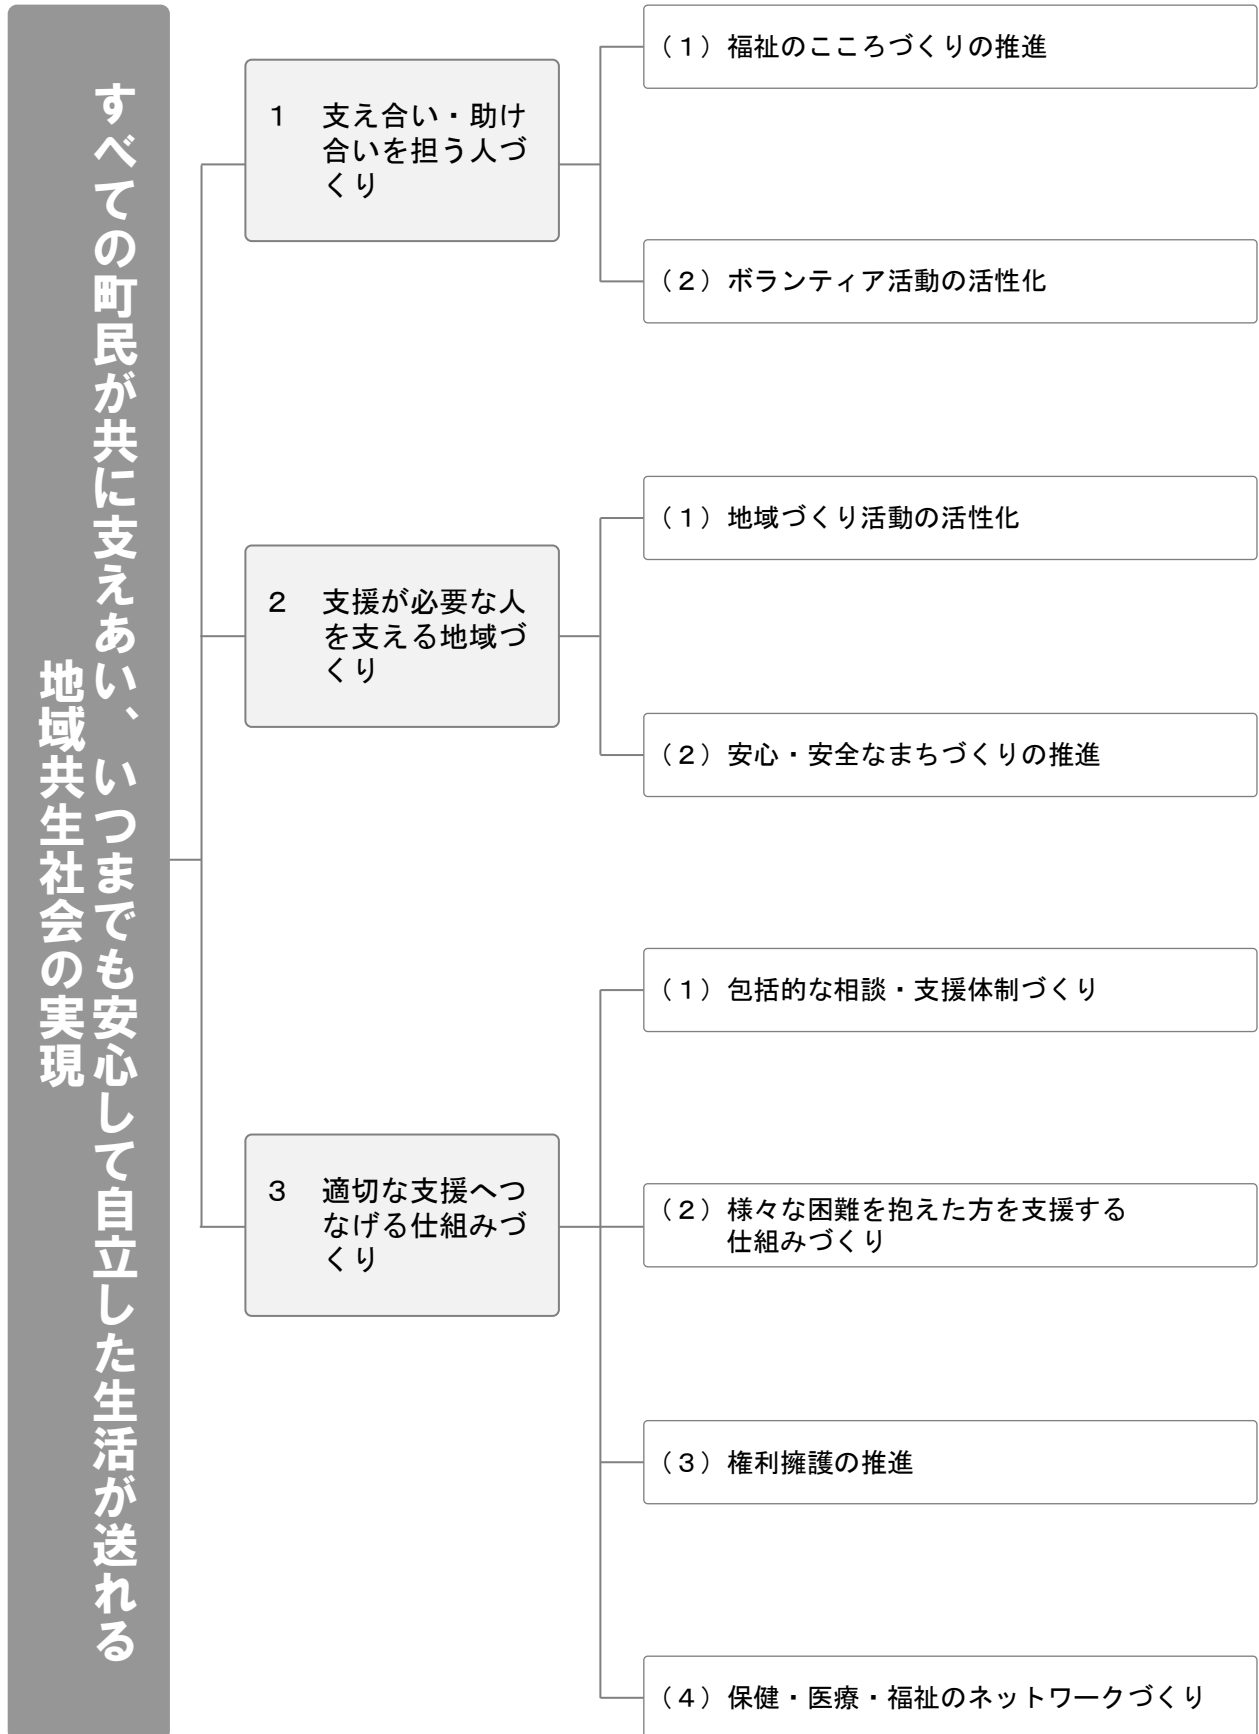 すべての町民が共に支えあい、いつまでも安心して自立した生活が送れる
地域共生社会の実現
1 支え合い・助け
合いを担う人づ
くり
(1)福祉のこころづくりの推進
(2)ボランティア活動の活性化
2 支援が必要な人
を支える地域づ
くり
(1)地域づくり活動の活性化
(2)安心・安全なまちづくりの推進
3 適切な支援へつ
なげる仕組みづ
くり
(1)包括的な相談・支援体制づくり
(2)様々な困難を抱えた方を支援する
仕組みづくり
(3)権利擁護の推進
(4)保健・医療・福祉のネットワークづくり